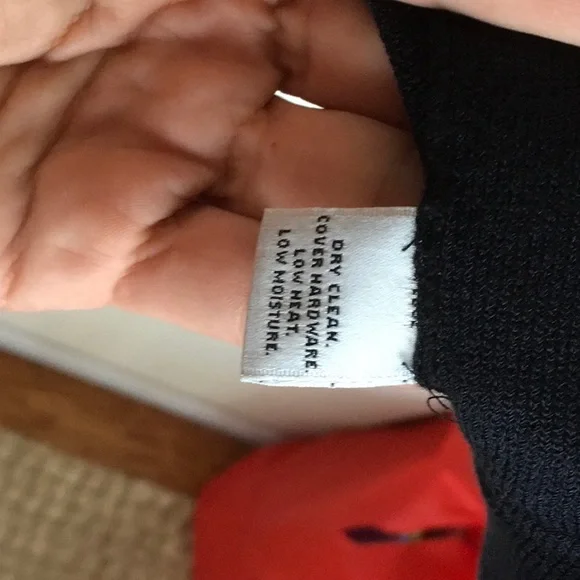 DRY CLEAN.
COVER HARDWARE.
LOW HEAT.
LOW MOISTURE.